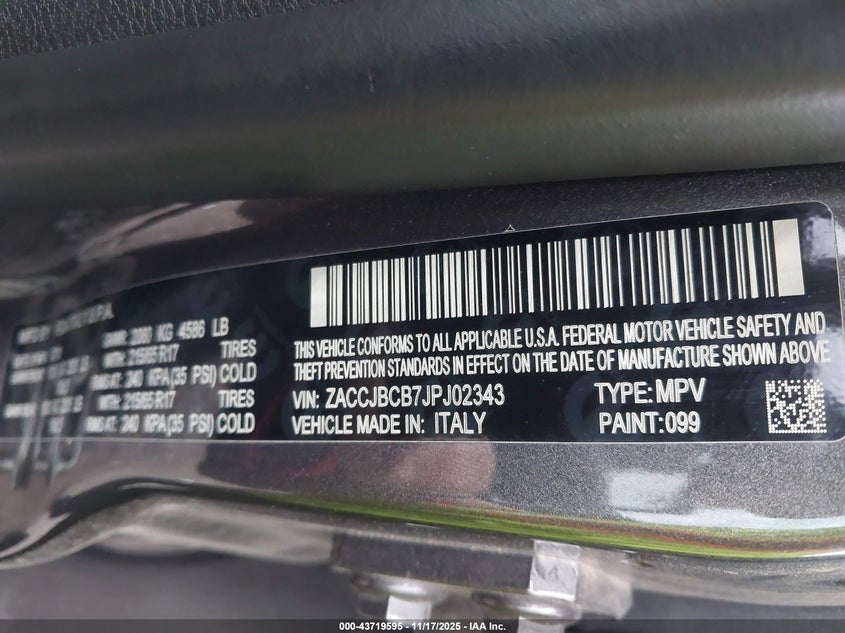 GVWR: 2080 KG 4586 LB
WITH: 215/65 R17 TIRES
RIMS AT: 240 KPA(35 PSI) COLD
WITH: 215/65 R17 TIRES
RIMS AT: 240 KPA(35 PSI) COLD
THIS VEHICLE CONFORMS TO ALL APPLICABLE U.S.A. FEDERAL MOTOR VEHICLE SAFETY AND
THEFT PREVENTION STANDARDS IN EFFECT ON THE DATE OF MANUFACTURE SHOWN ABOVE
VIN: ZACCJBCB7JPJ02343 TYPE: MPV
VEHICLE MADE IN: ITALY PAINT:099
000-43719595 - 11/17/2025 - IAA Inc.